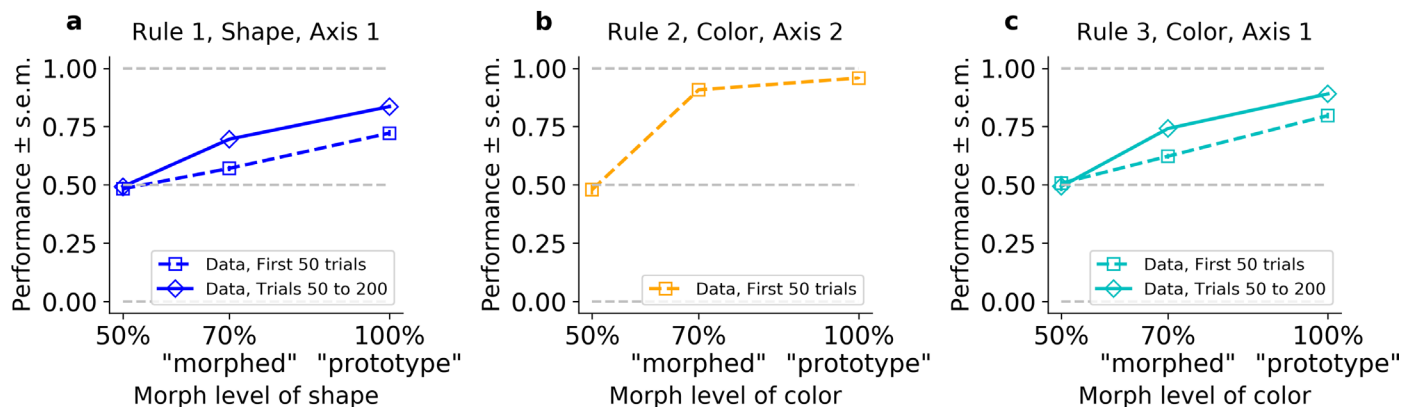 a
Rule 1, Shape, Axis 1
Performance ± s.e.m.
1.00
0.75
0.50
0.25
0.00
Data, First 50 trials
Data, Trials 50 to 200
50% 70% 100%
"morphed" "prototype"
Morph level of shape
b
Rule 2, Color, Axis 2
Performance ± s.e.m.
1.00
0.75
0.50
0.25
0.00
Data, First 50 trials
50% 70% 100%
"morphed" "prototype"
Morph level of color
c
Rule 3, Color, Axis 1
Performance ± s.e.m.
1.00
0.75
0.50
0.25
0.00
Data, First 50 trials
Data, Trials 50 to 200
50% 70% 100%
"morphed" "prototype"
Morph level of color